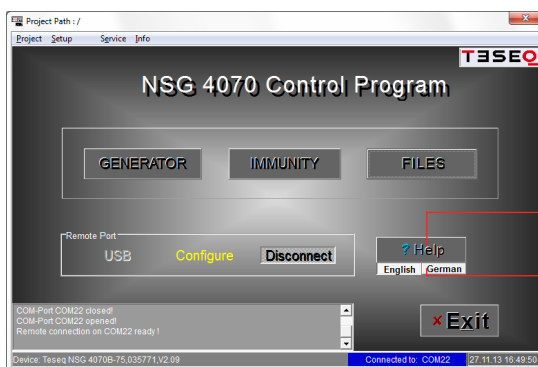 Project Path : /
Project Setup Service Info
TESEQ
NSG 4070 Control Program
GENERATOR IMMUNITY FILES
Remote Port
USB Configure Disconnect
? Help
English German
COM-Port COM22 closed!
COM-Port COM22 opened!
Remote connection on COM22 ready !
Exit
Device: Teseq NSG 4070B-75,035771,V2.09 Connected to: COM22 27.11.13 16:49:50